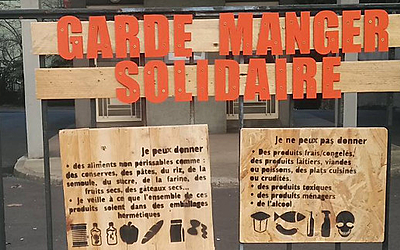 GARDE MANGER
SOLIDAIRE
Je peux donner
• des aliments non périssables comme :
des conserves, des pâtes, du riz, de la
semoule, du sucre, de la farine, des
fruits secs, des gâteaux secs...
• Je veille à ce que l'ensemble de ces
produits soient dans des emballages
hermétiques
Je ne peux pas donner
• Des produits frais/congelés,
des produits laitiers, viandes
ou poissons, des plats cuisinés
ou crudités.
• des produits toxiques
• des produits ménagers
• de l'alcool